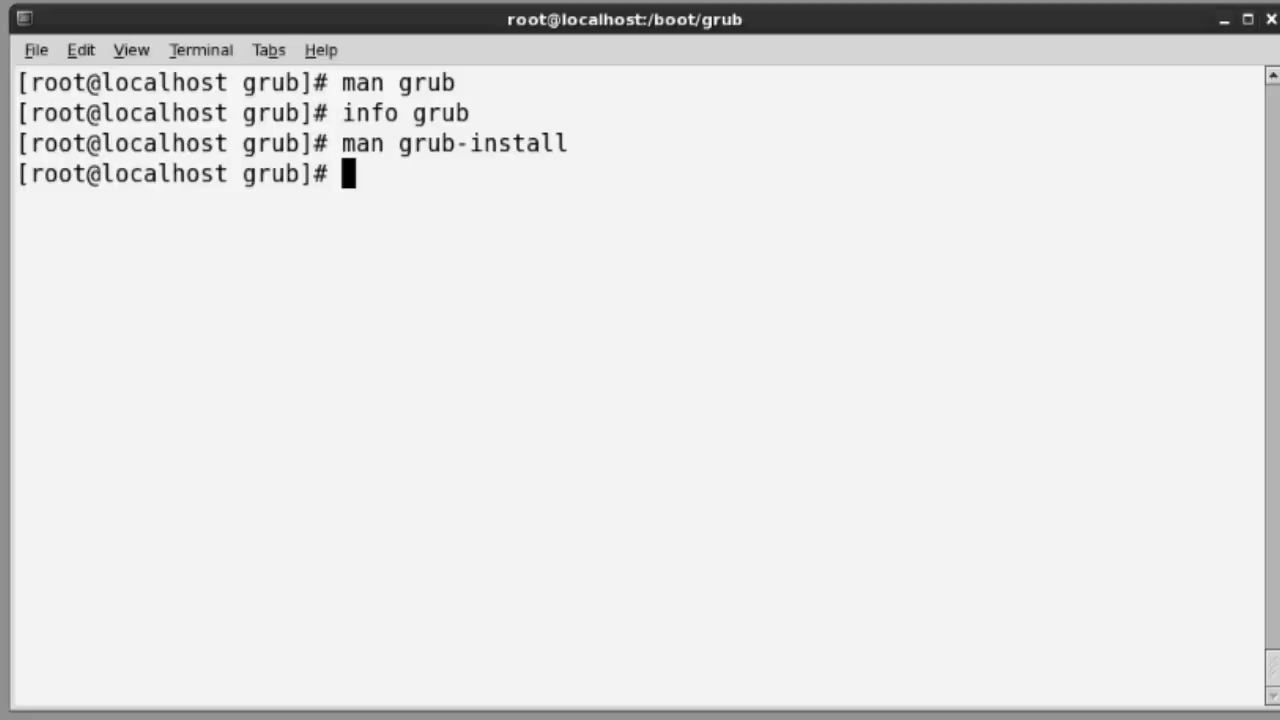 root@localhost:/boot/grub
File Edit View Terminal Tabs Help
[root@localhost grub]# man grub
[root@localhost grub]# info grub
[root@localhost grub]# man grub-install
[root@localhost grub]#